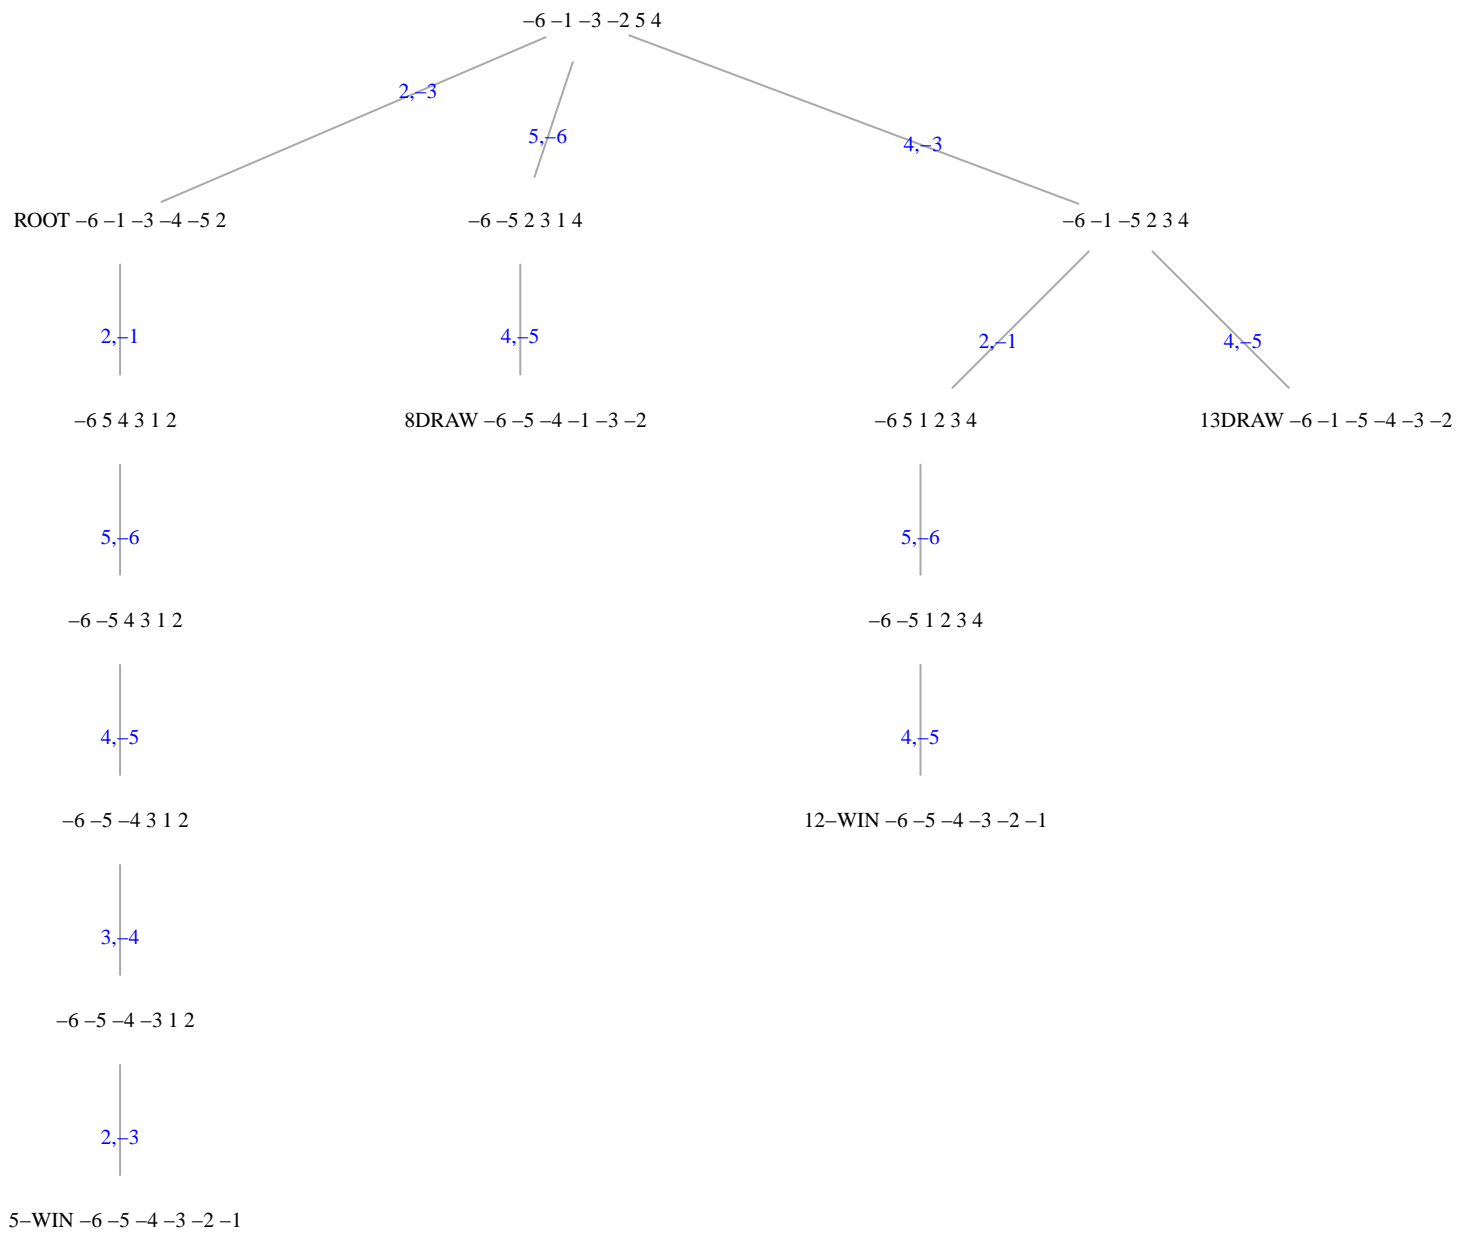 –6 –1 –3 –2 5 4
2,–3
5,–6
4,–3
ROOT –6 –1 –3 –4 –5 2
–6 –5 2 3 1 4
–6 –1 –5 2 3 4
2,–1
4,–5
2,–1
4,–5
–6 5 4 3 1 2
8DRAW –6 –5 –4 –1 –3 –2
–6 5 1 2 3 4
13DRAW –6 –1 –5 –4 –3 –2
5,–6
5,–6
–6 –5 4 3 1 2
–6 –5 1 2 3 4
4,–5
4,–5
–6 –5 –4 3 1 2
12–WIN –6 –5 –4 –3 –2 –1
3,–4
–6 –5 –4 –3 1 2
2,–3
5–WIN –6 –5 –4 –3 –2 –1